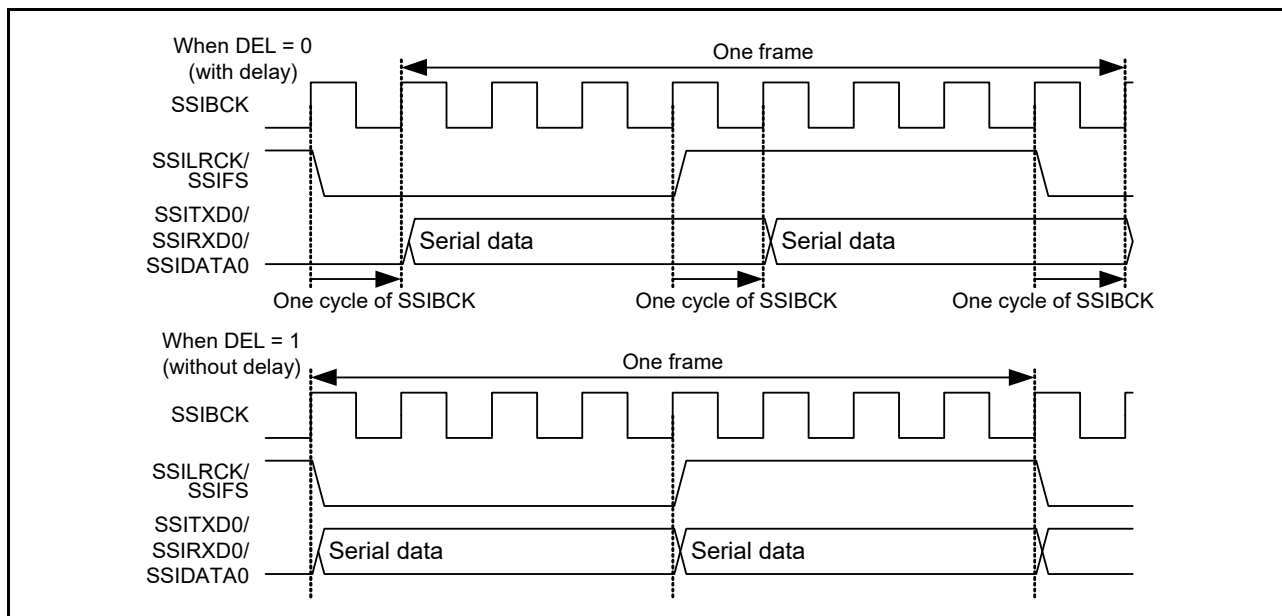 When DEL = 0
(with delay)
One frame
SSIBCK
SSILRCK/
SSIFS
SSITXD0/
SSIRXD0/
SSIDATA0
Serial data
Serial data
One cycle of SSIBCK
One cycle of SSIBCK
One cycle of SSIBCK
When DEL = 1
(without delay)
One frame
SSIBCK
SSILRCK/
SSIFS
SSITXD0/
SSIRXD0/
SSIDATA0
Serial data
Serial data